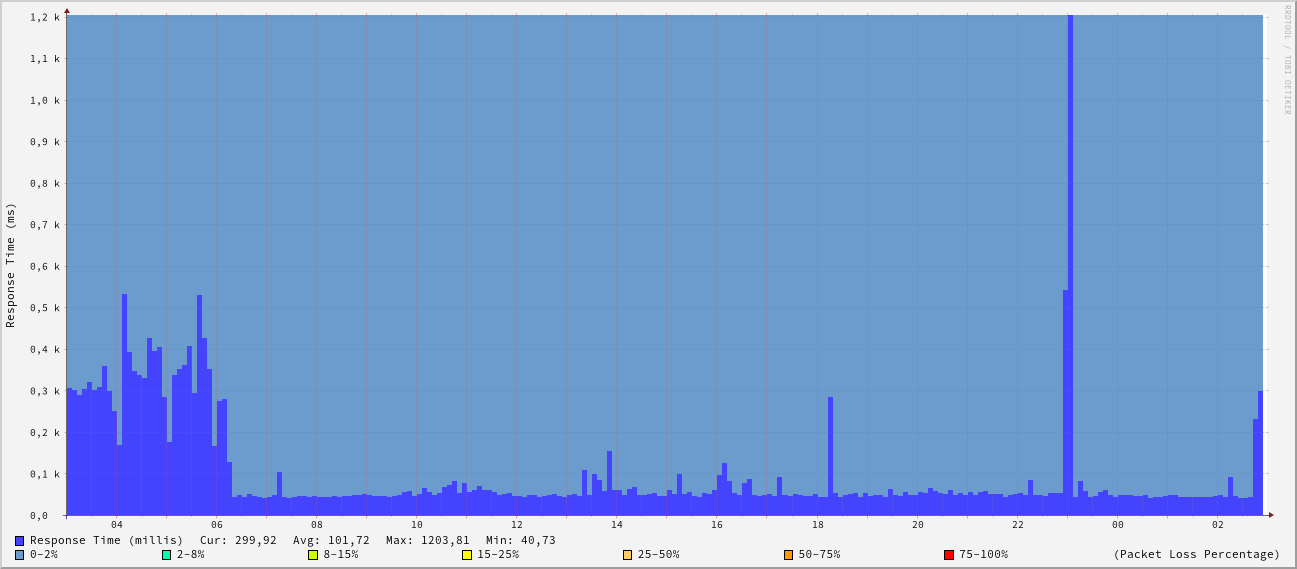 1,2 k
1,1 k
1,0 k
0,9 k
0,8 k
0,7 k
0,6 k
0,5 k
0,4 k
0,3 k
0,2 k
0,1 k
0,0
Response Time (ms)
RRDTOOL / TOBI OETIKER
04 06 08 10 12 14 16 18 20 22 00 02
Response Time (millis) Cur: 299,92 Avg: 101,72 Max: 1203,81 Min: 40,73
0-2% 2-8% 8-15% 15-25% 25-50% 50-75% 75-100% (Packet Loss Percentage)